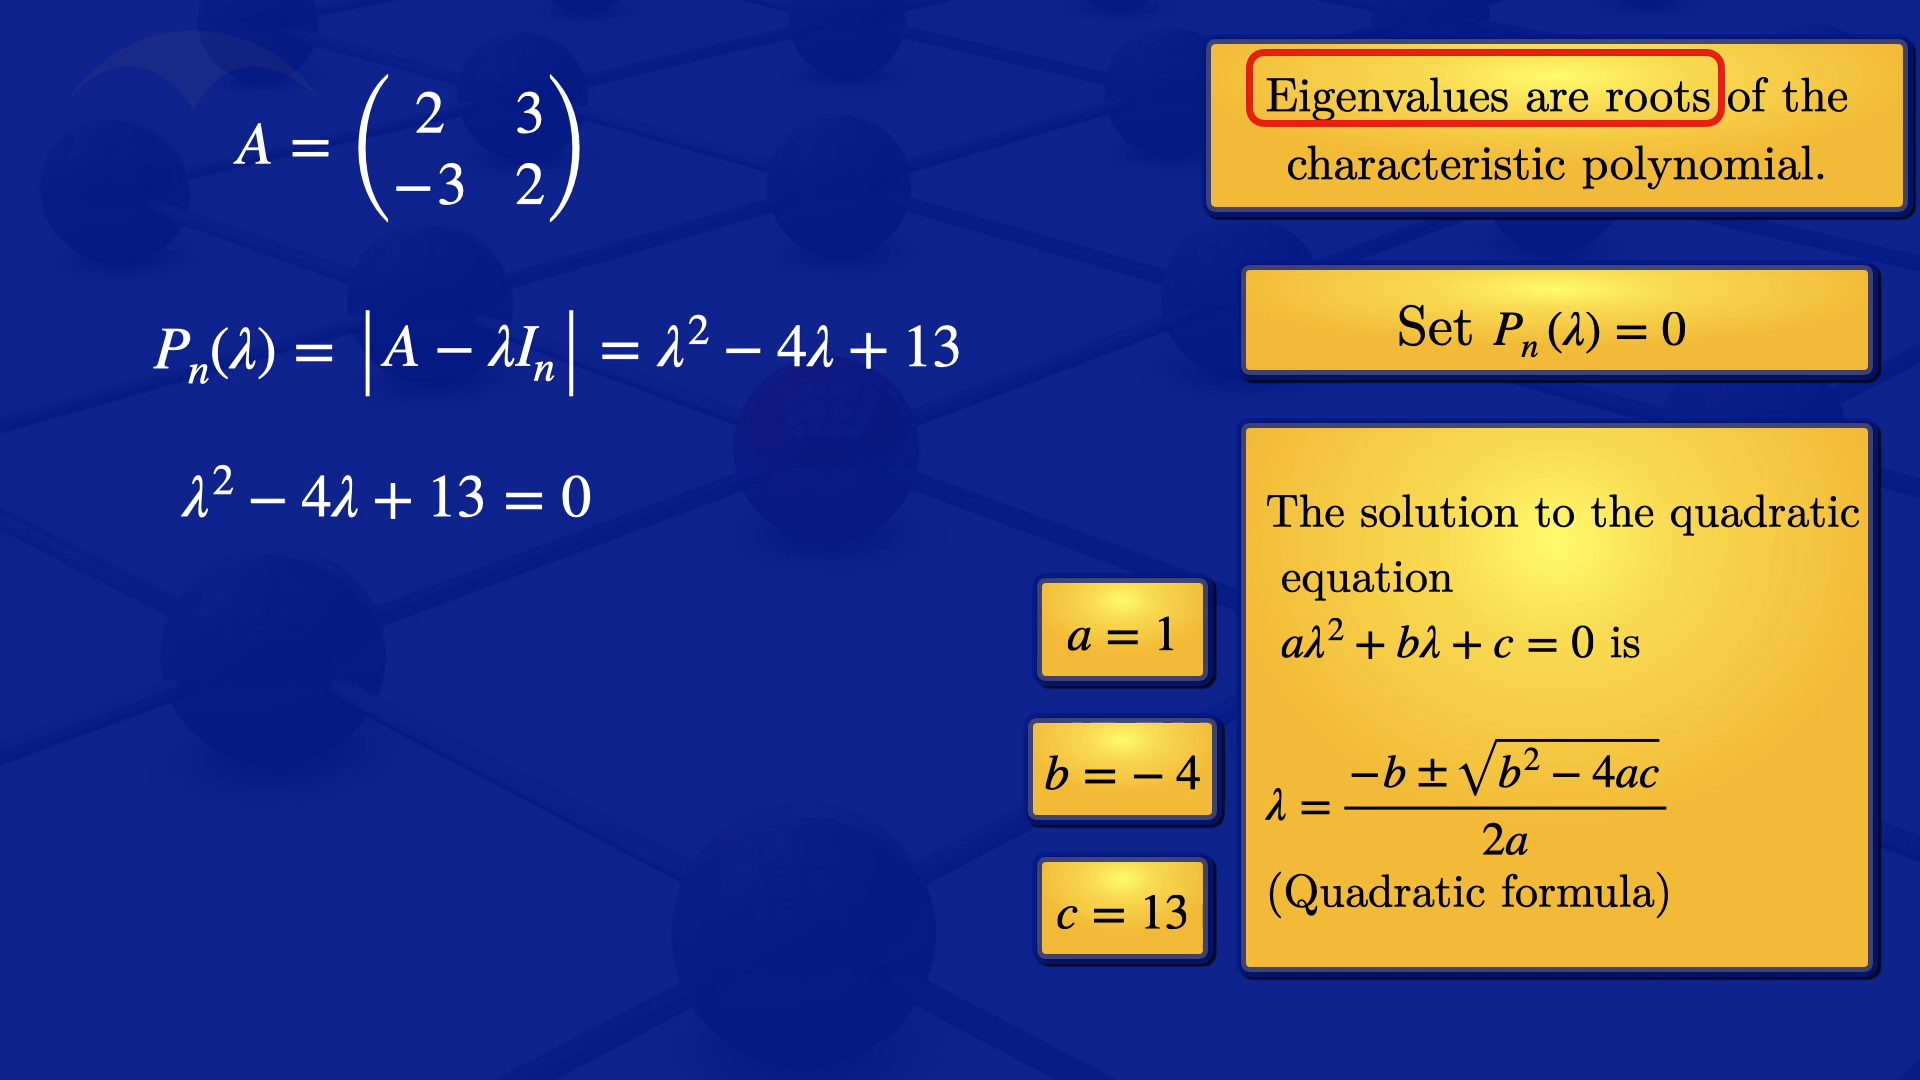 A = ( 2 3
−3 2 )
Pₙ(λ) = |A − λIₙ| = λ² − 4λ + 13
λ² − 4λ + 13 = 0
Eigenvalues are roots of the
characteristic polynomial.
Set Pₙ(λ) = 0
a = 1
b = − 4
c = 13
The solution to the quadratic
equation
aλ² + bλ + c = 0 is
λ = (−b ± √(b² − 4ac)) / 2a
(Quadratic formula)